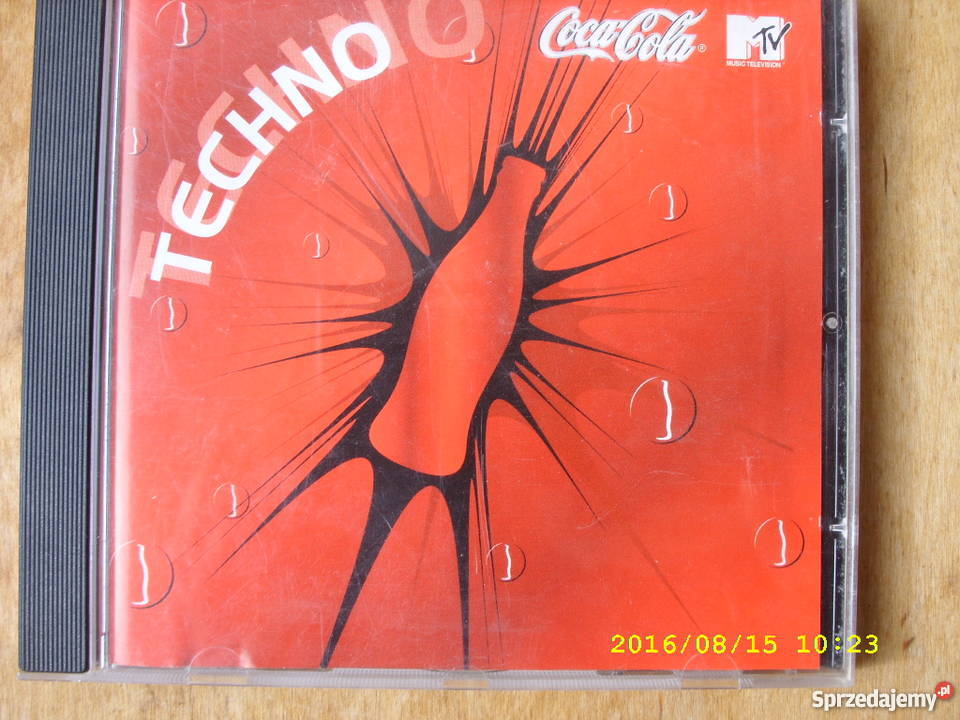 TECHNO
Coca-Cola®
MTV
MUSIC TELEVISION®
2016/08/15 10:23
Sprzedajemy.pl